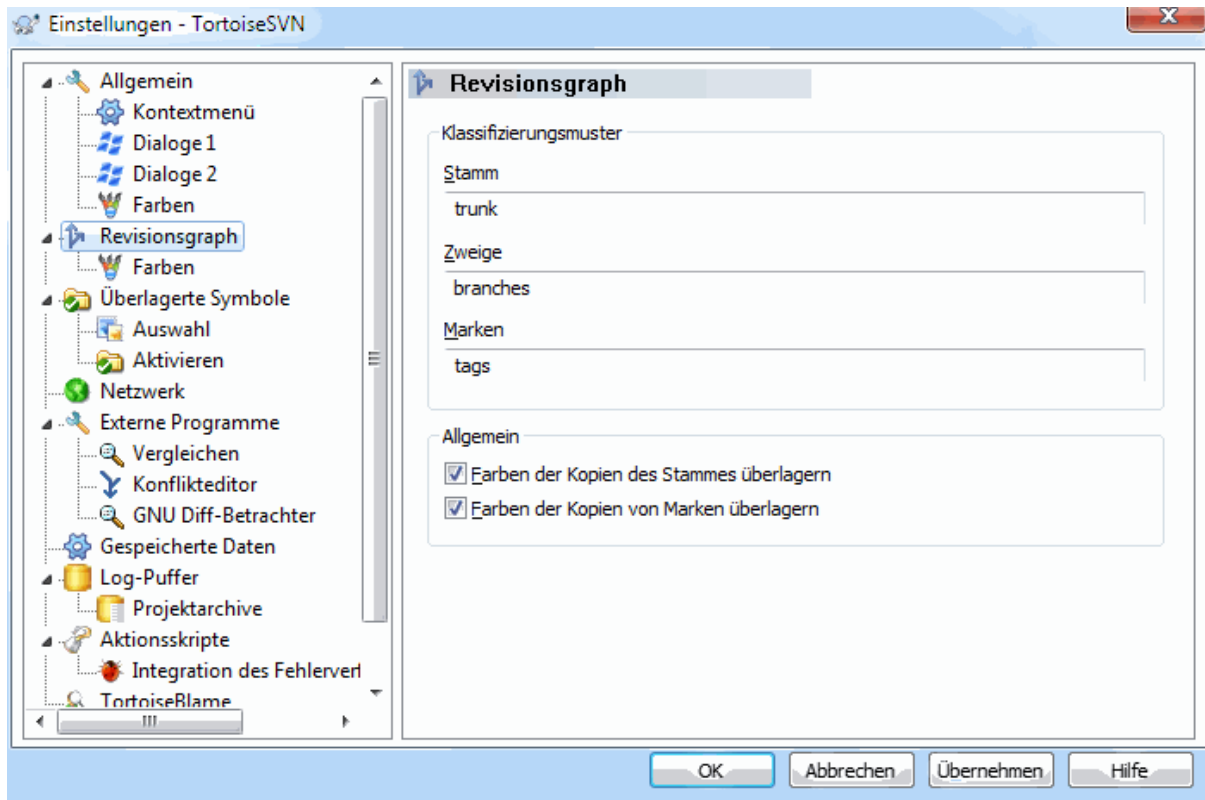 Einstellungen - TortoiseSVN
Allgemein
Kontextmenü
Dialoge 1
Dialoge 2
Farben
Revisionsgraph
Farben
Überlagerte Symbole
Auswahl
Aktivieren
Netzwerk
Externe Programme
Vergleichen
Konflikteditor
GNU Diff-Betrachter
Gespeicherte Daten
Log-Puffer
Projektarchive
Aktionsskripte
Integration des Fehlerverf
TortoiseBlame
Revisionsgraph
Klassifizierungsmuster
Stamm
trunk
Zweige
branches
Marken
tags
Allgemein
Farben der Kopien des Stammes überlagern
Farben der Kopien von Marken überlagern
OK
Abbrechen
Übernehmen
Hilfe